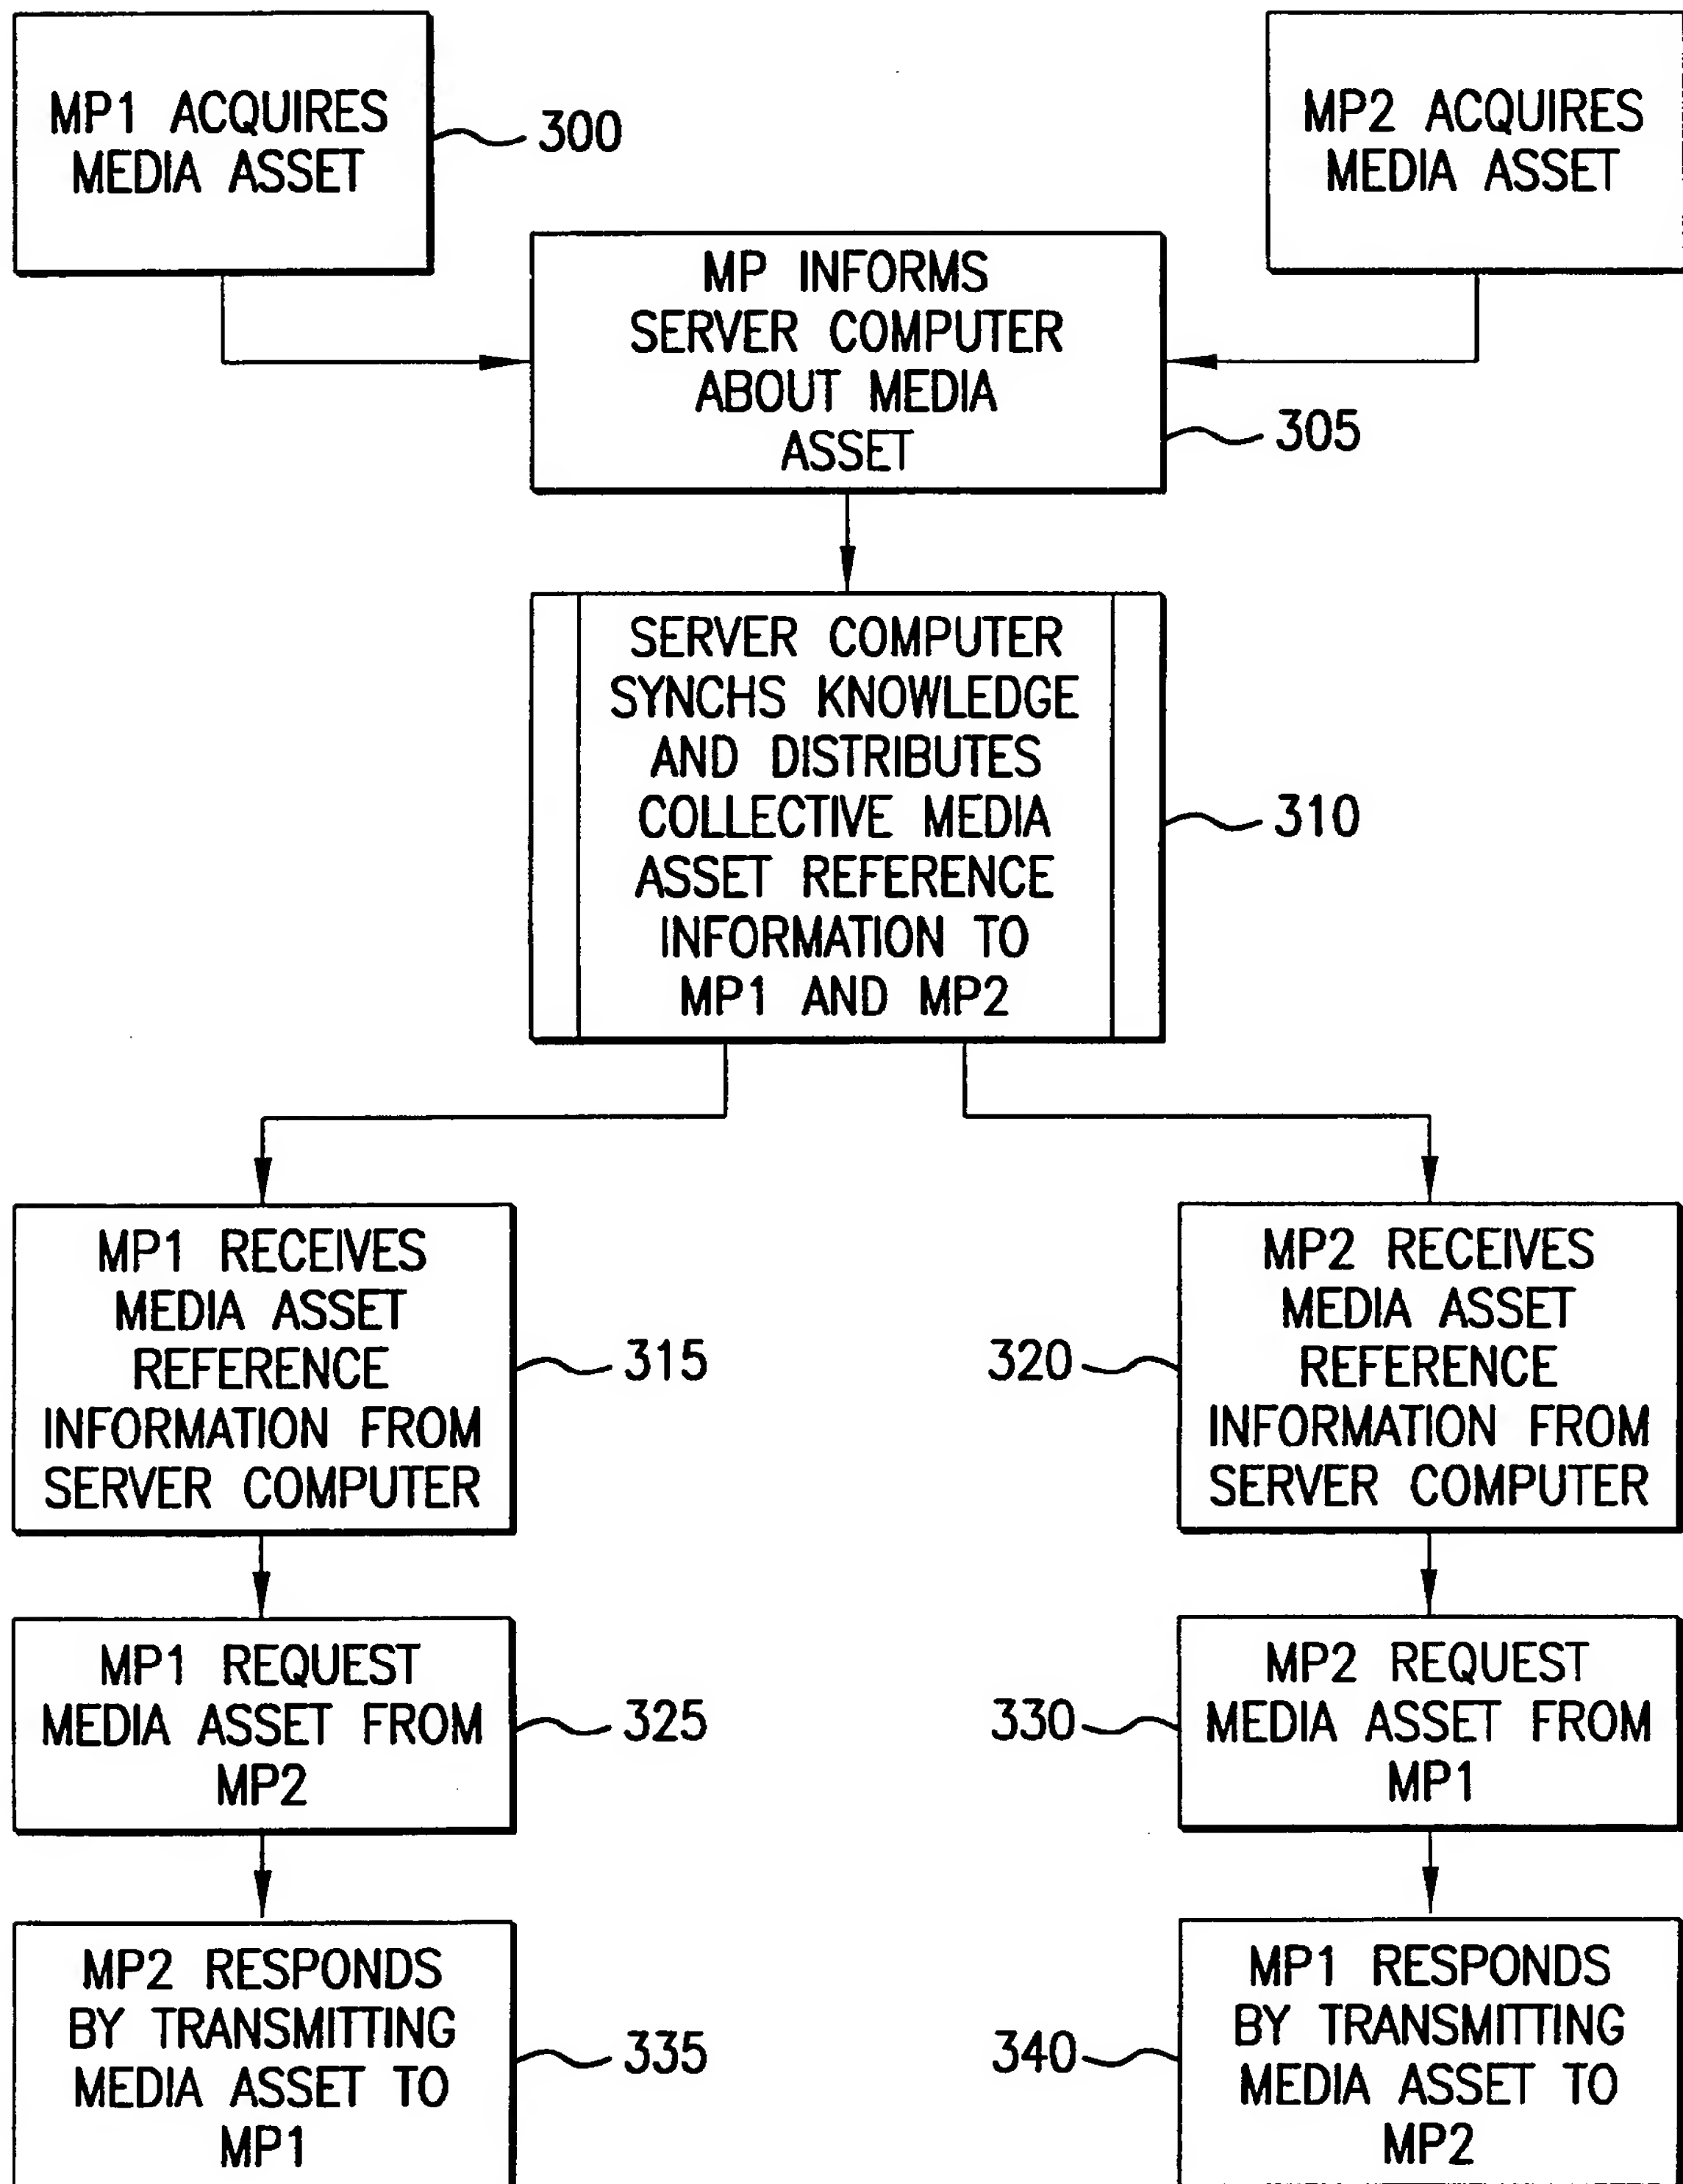 MP1 ACQUIRES
MEDIA ASSET
300
MP2 ACQUIRES
MEDIA ASSET
MP INFORMS
SERVER COMPUTER
ABOUT MEDIA
ASSET
305
SERVER COMPUTER
SYNCHS KNOWLEDGE
AND DISTRIBUTES
COLLECTIVE MEDIA
ASSET REFERENCE
INFORMATION TO
MP1 AND MP2
310
MP1 RECEIVES
MEDIA ASSET
REFERENCE
INFORMATION FROM
SERVER COMPUTER
315
320
MP2 RECEIVES
MEDIA ASSET
REFERENCE
INFORMATION FROM
SERVER COMPUTER
MP1 REQUEST
MEDIA ASSET FROM
MP2
325
330
MP2 REQUEST
MEDIA ASSET FROM
MP1
MP2 RESPONDS
BY TRANSMITTING
MEDIA ASSET TO
MP1
335
340
MP1 RESPONDS
BY TRANSMITTING
MEDIA ASSET TO
MP2